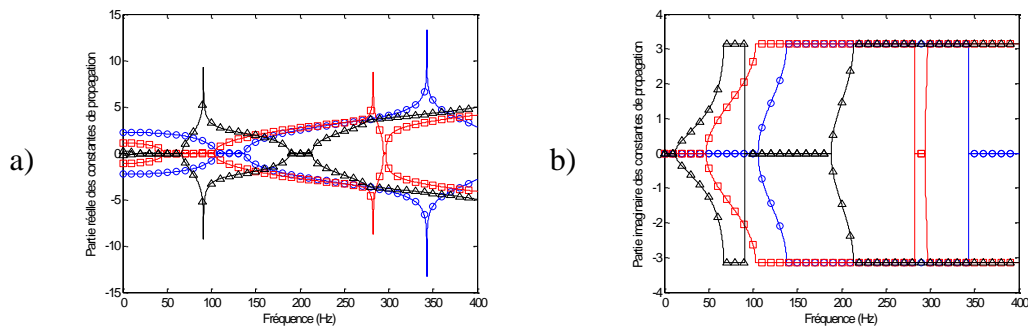 a)
Partie réelle des constantes de propagation
15
10
5
0
-5
-10
-15
0 50 100 150 200 250 300 350 400
Fréquence (Hz)
b)
Partie imaginaire des constantes de propagation
4
3
2
1
0
-1
-2
-3
-4
0 50 100 150 200 250 300 350 400
Fréquence (Hz)